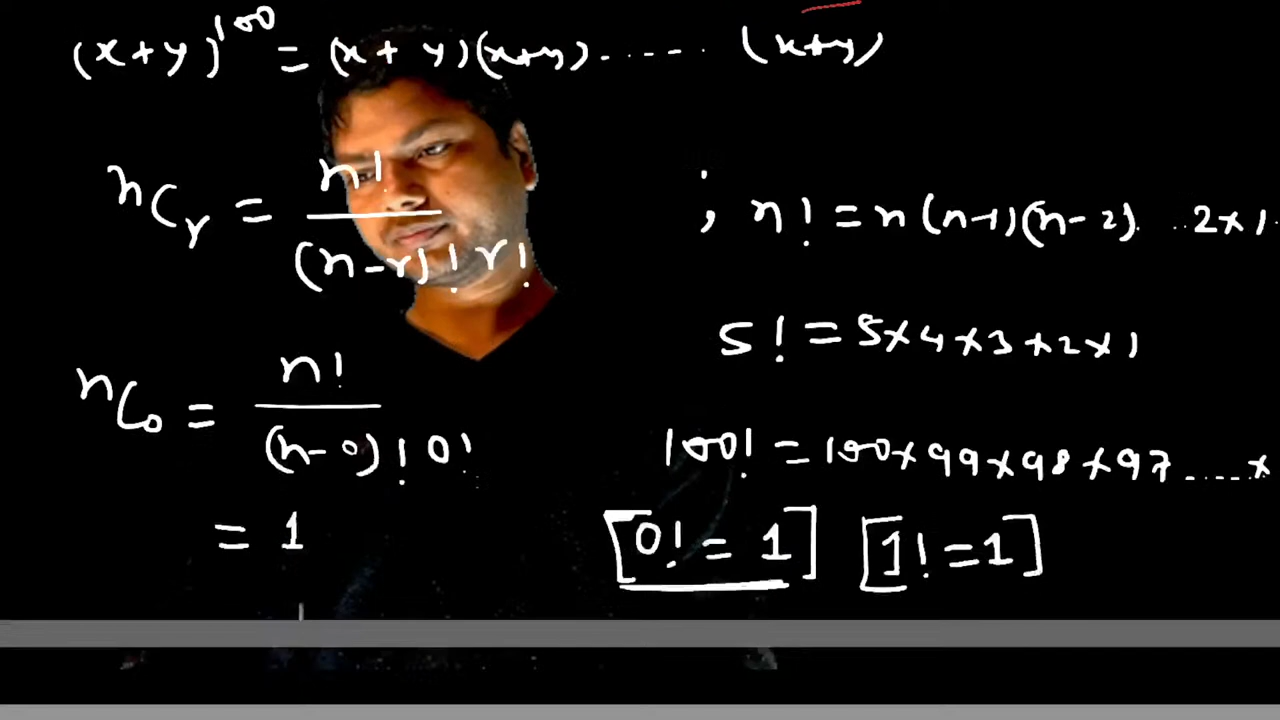 (x+y)^100 = (x+y)(x+y)......(x+y)
nCr = n!/(n-r)! r! ; n! = n(n-1)(n-2)....2×1
5! = 5×4×3×2×1
nC0 = n!/(n-0)! 0!
100! = 100×99×98×97.....×
= 1
[0! = 1] [1! = 1]